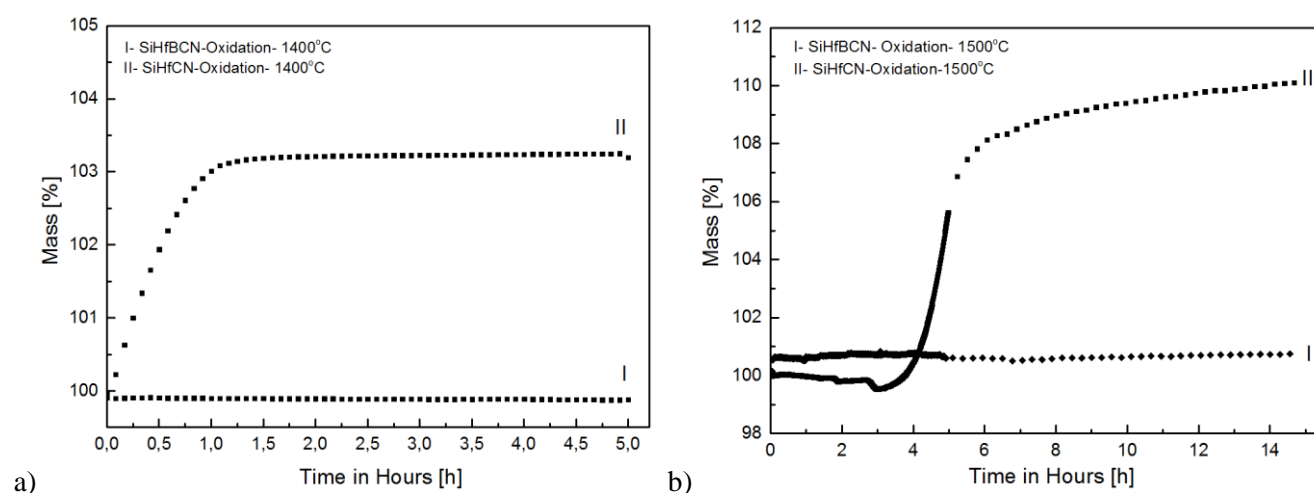 105
104
103
102
101
100
Mass [%]
I- SiHfBCN-Oxidation- 1400°C
II- SiHfCN-Oxidation- 1400°C
II
I
0,0 0,5 1,0 1,5 2,0 2,5 3,0 3,5 4,0 4,5 5,0
Time in Hours [h]
a)
112
110
108
106
104
102
100
98
Mass [%]
I- SiHfBCN- Oxidation- 1500°C
II- SiHfCN-Oxidation-1500°C
II
I
0 2 4 6 8 10 12 14
Time in Hours [h]
b)